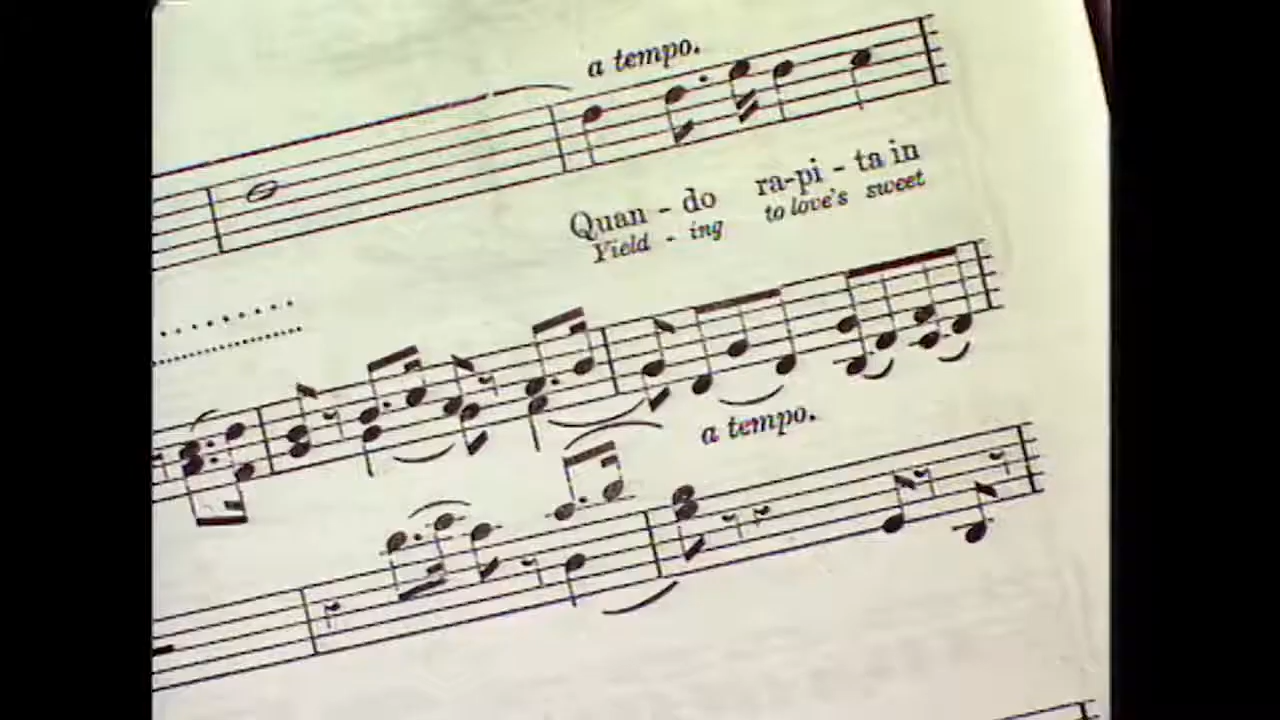 a tempo.
Quan - do ra-pi - ta in
Yield - ing to love's sweet
a tempo.